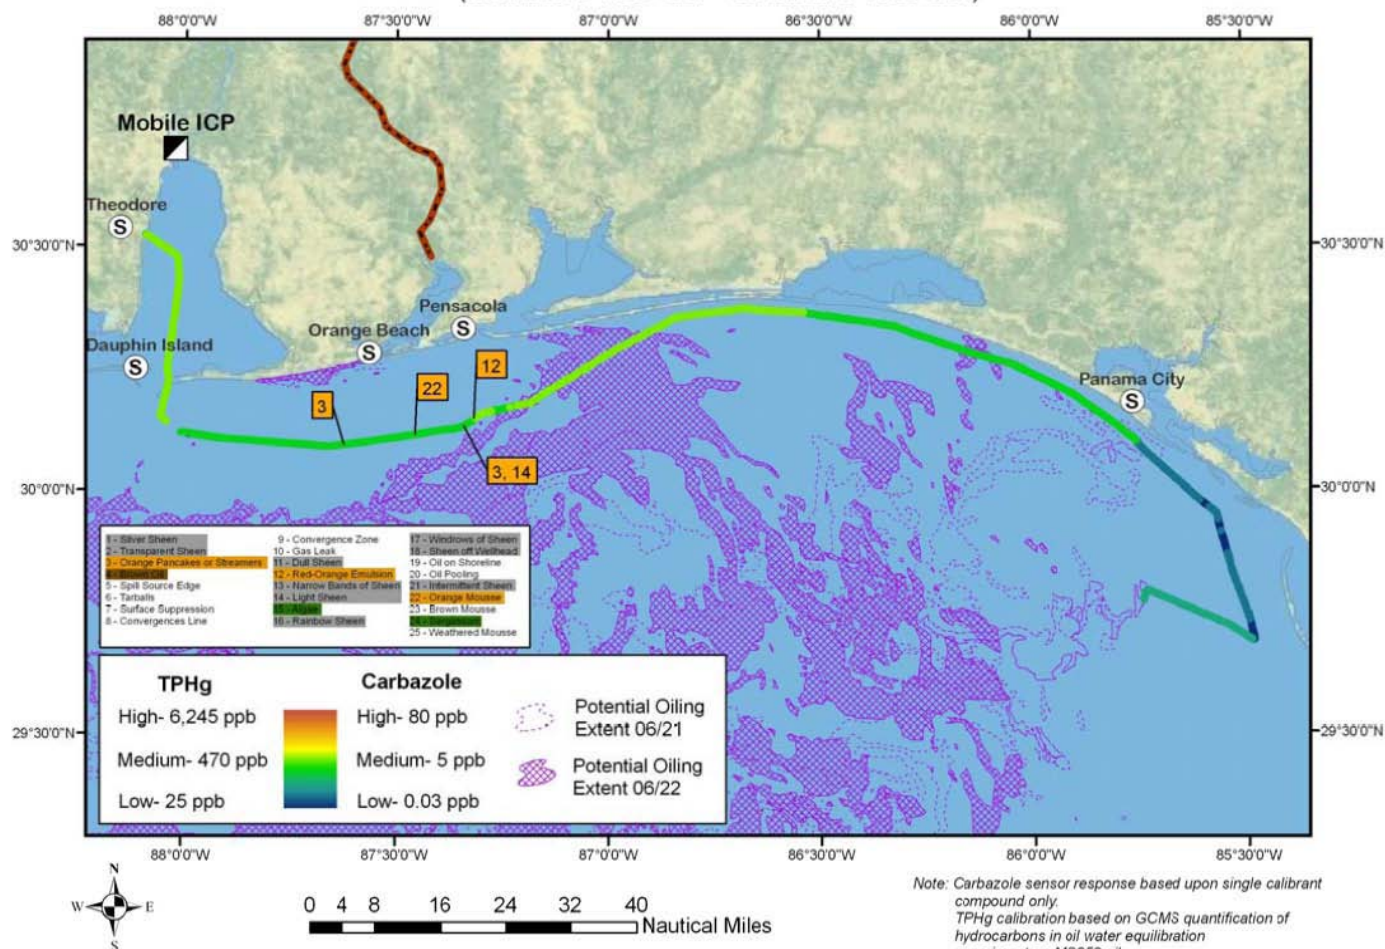 88°0'0"W 87°30'0"W 87°0'0"W 86°30'0"W 86°0'0"W 85°30'0"W
Mobile ICP
Theodore
S
30°30'0"N 30°30'0"N
Pensacola
S
Orange Beach
S
Dauphin Island
S
12
22
3
Panama City
S
3, 14
30°0'0"N 30°0'0"N
1 - Silver Sheen
2 - Transparent Sheen
3 - Orange Pancakes or Streamers
4 - Brown Oil
5 - Spill Source Edge
6 - Tarballs
7 - Surface Suppression
8 - Convergences Line
9 - Convergence Zone
10 - Gas Leak
11 - Dull Sheen
12 - Red-Orange Emulsion
13 - Narrow Bands of Sheen
14 - Light Sheen
15 - Algae
16 - Rainbow Sheen
17 - Windrows of Sheen
18 - Sheen off Wellhead
19 - Oil on Shoreline
20 - Oil Pooling
21 - Intermittent Sheen
22 - Orange Mousse
23 - Brown Mousse
24 - Sargassum
25 - Weathered Mousse
TPHg Carbazole
High- 6,245 ppb High- 80 ppb
Medium- 470 ppb Medium- 5 ppb
Low- 25 ppb Low- 0.03 ppb
Potential Oiling
Extent 06/21
Potential Oiling
Extent 06/22
29°30'0"N 29°30'0"N
88°0'0"W 87°30'0"W 87°0'0"W 86°30'0"W 86°0'0"W 85°30'0"W
N
W E
S
0 4 8 16 24 32 40
Nautical Miles
Note: Carbazole sensor response based upon single calibrant
compound only.
TPHg calibration based on GCMS quantification of
hydrocarbons in oil water equilibration